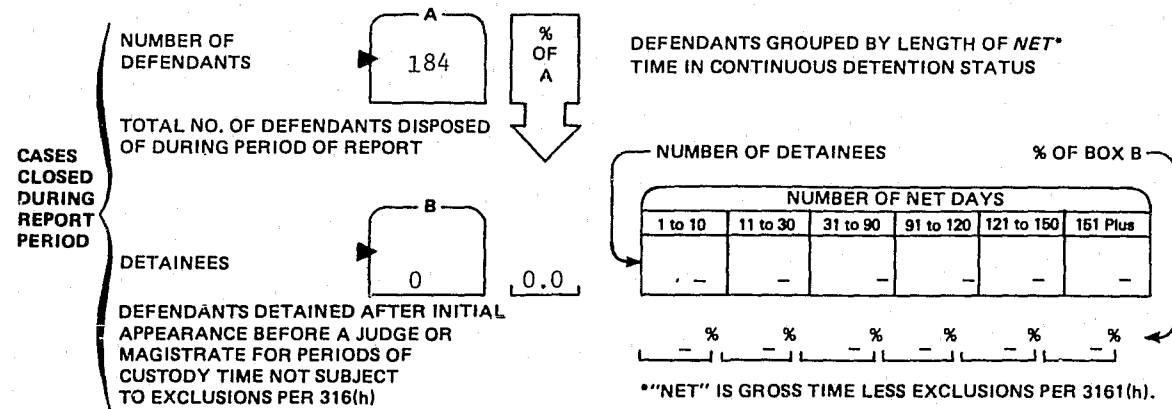 A
NUMBER OF
DEFENDANTS
184
%
OF
A
DEFENDANTS GROUPED BY LENGTH OF NET*
TIME IN CONTINUOUS DETENTION STATUS
TOTAL NO. OF DEFENDANTS DISPOSED
OF DURING PERIOD OF REPORT
CASES
CLOSED
DURING
REPORT
PERIOD
NUMBER OF DETAINEES % OF BOX B
B
DETAINEES
0 0.0
NUMBER OF NET DAYS
1 to 10 11 to 30 31 to 90 91 to 120 121 to 150 151 Plus
– – – – – –
DEFENDANTS DETAINED AFTER INITIAL
APPEARANCE BEFORE A JUDGE OR
MAGISTRATE FOR PERIODS OF
CUSTODY TIME NOT SUBJECT
TO EXCLUSIONS PER 316(h)
– % – % – % – % – % – %
*"NET" IS GROSS TIME LESS EXCLUSIONS PER 3161(h).